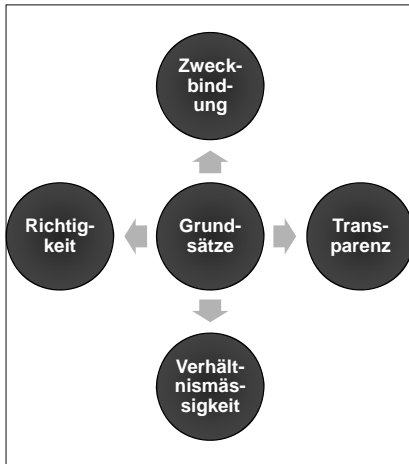 Zweck-
bind-
ung
Richtig-
keit
Grund-
sätze
Trans-
parenz
Verhält-
nismäs-
sigkeit